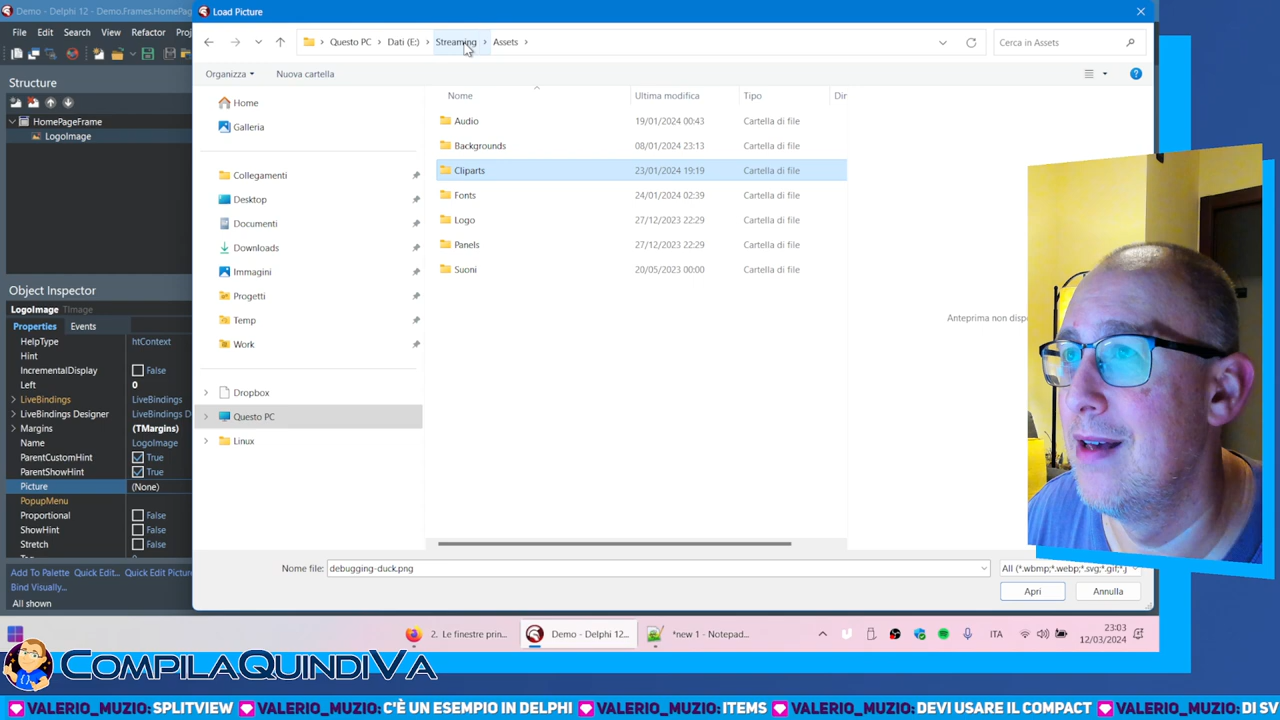 Demo - Delphi 12 - Demo.Frames.HomePag
File Edit Search View Refactor Proj
Structure
HomePageFrame
LogoImage
Object Inspector
LogoImage TImage
Properties Events
HelpType htContext
Hint
IncrementalDisplay False
Left 0
LiveBindings LiveBindings
LiveBindings Designer LiveBindings D
Margins (TMargins)
Name LogoImage
ParentCustomHint True
ParentShowHint True
Picture (None)
PopupMenu
Proportional False
ShowHint False
Stretch False
Add To Palette Quick Edit... Quick Edit Picture
Bind Visually...
All shown
Load Picture
Questo PC Dati (E:) Streaming Assets
Cerca in Assets
Organizza Nuova cartella
Home
Galleria
Collegamenti
Desktop
Documenti
Downloads
Immagini
Progetti
Temp
Work
Dropbox
Questo PC
Linux
Nome Ultima modifica Tipo Dir
Audio 19/01/2024 00:43 Cartella di file
Backgrounds 08/01/2024 23:13 Cartella di file
Cliparts 23/01/2024 19:19 Cartella di file
Fonts 24/01/2024 02:39 Cartella di file
Logo 27/12/2023 22:29 Cartella di file
Panels 27/12/2023 22:29 Cartella di file
Suoni 20/05/2023 00:00 Cartella di file
Anteprima non dispo
Nome file: debugging-duck.png
All (*.wbmp;*.webp;*.svg;*.gif;*.j
Apri Annulla
2. Le finestre prin... Demo - Delphi 12... *new 1 - Notepad...
ITA
23:03
12/03/2024
COMPILAQUINDIVA
VALERIO_MUZIO: SPLITVIEW VALERIO_MUZIO: C'È UN ESEMPIO IN DELPHI VALERIO_MUZIO: ITEMS VALERIO_MUZIO: DEVI USARE IL COMPACT VALERIO_MUZIO: DI SV